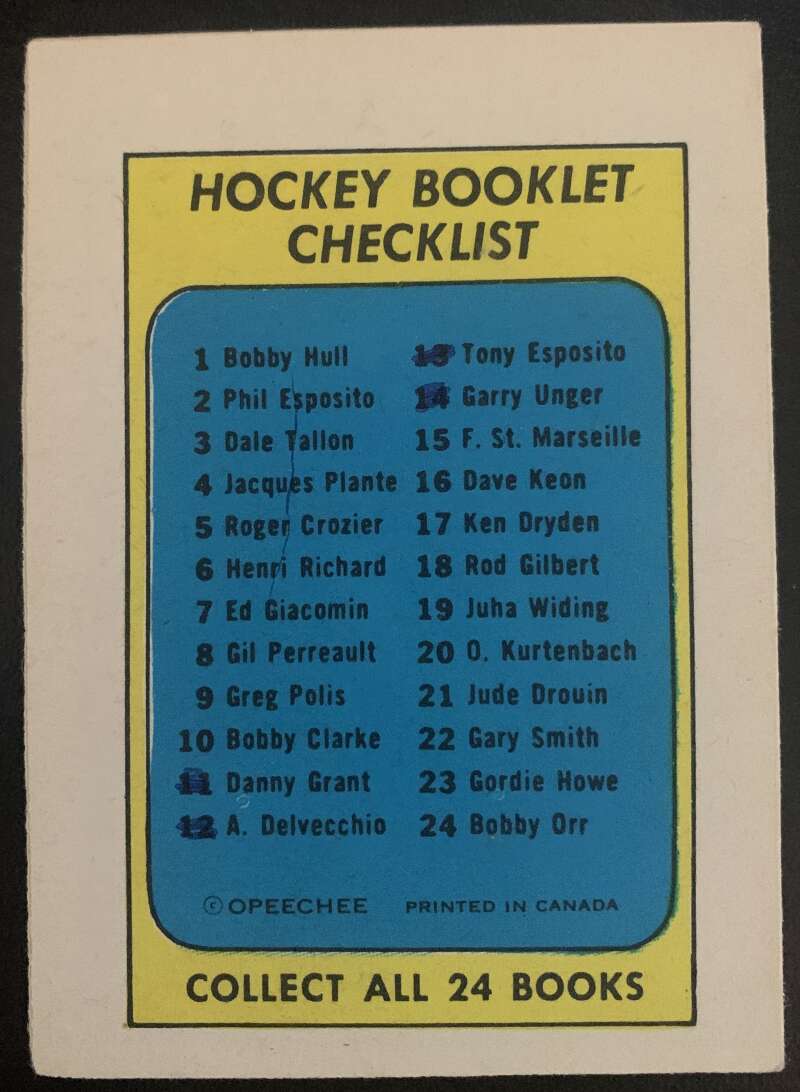 HOCKEY BOOKLET
CHECKLIST
1 Bobby Hull
2 Phil Esposito
3 Dale Tallon
4 Jacques Plante
5 Roger Crozier
6 Henri Richard
7 Ed Giacomin
8 Gil Perreault
9 Greg Polis
10 Bobby Clarke
11 Danny Grant
12 A. Delvecchio
13 Tony Esposito
14 Garry Unger
15 F. St. Marseille
16 Dave Keon
17 Ken Dryden
18 Rod Gilbert
19 Juha Widing
20 O. Kurtenbach
21 Jude Drouin
22 Gary Smith
23 Gordie Howe
24 Bobby Orr
© OPEECHEE PRINTED IN CANADA
COLLECT ALL 24 BOOKS